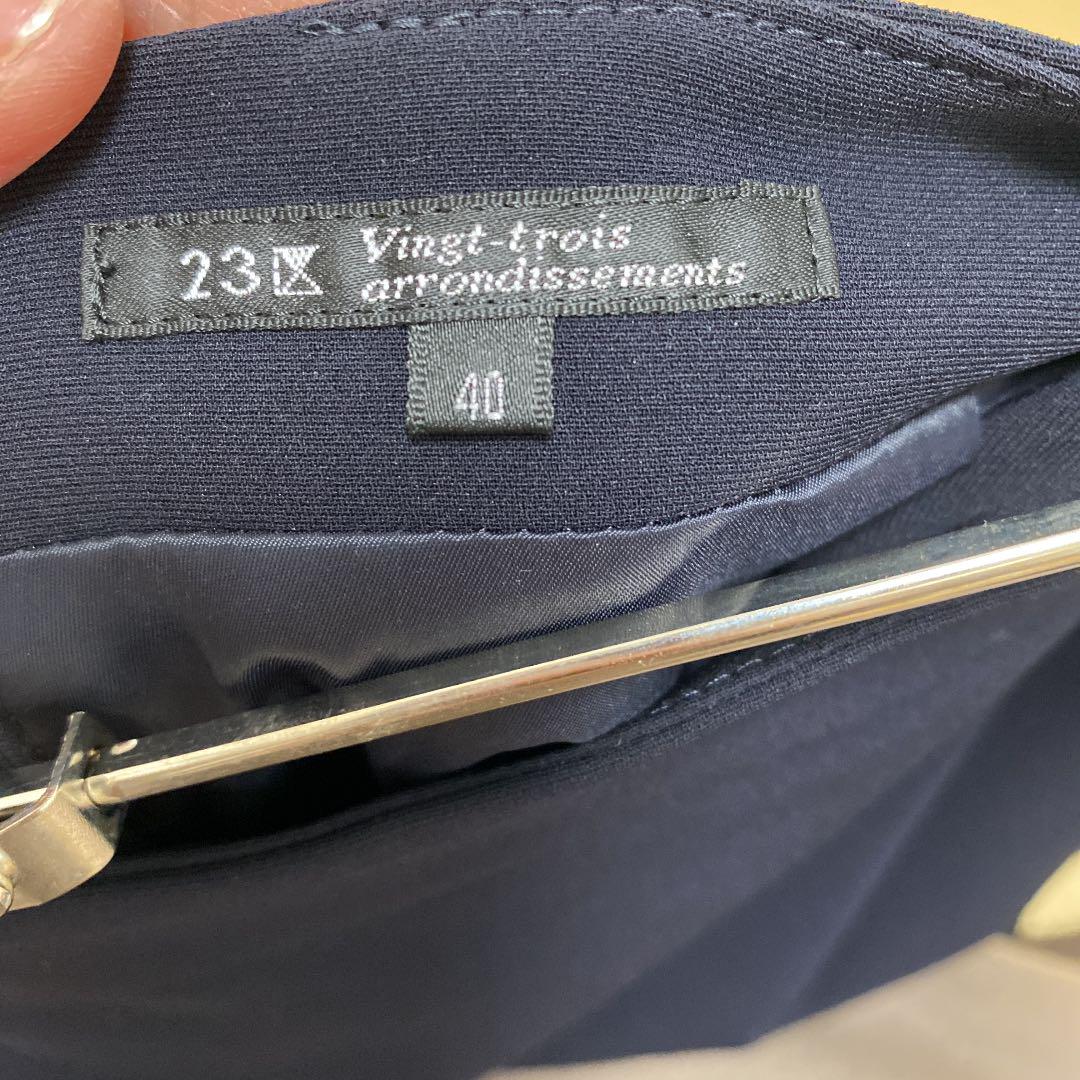 23区 Vingt-trois
arrondissements
40